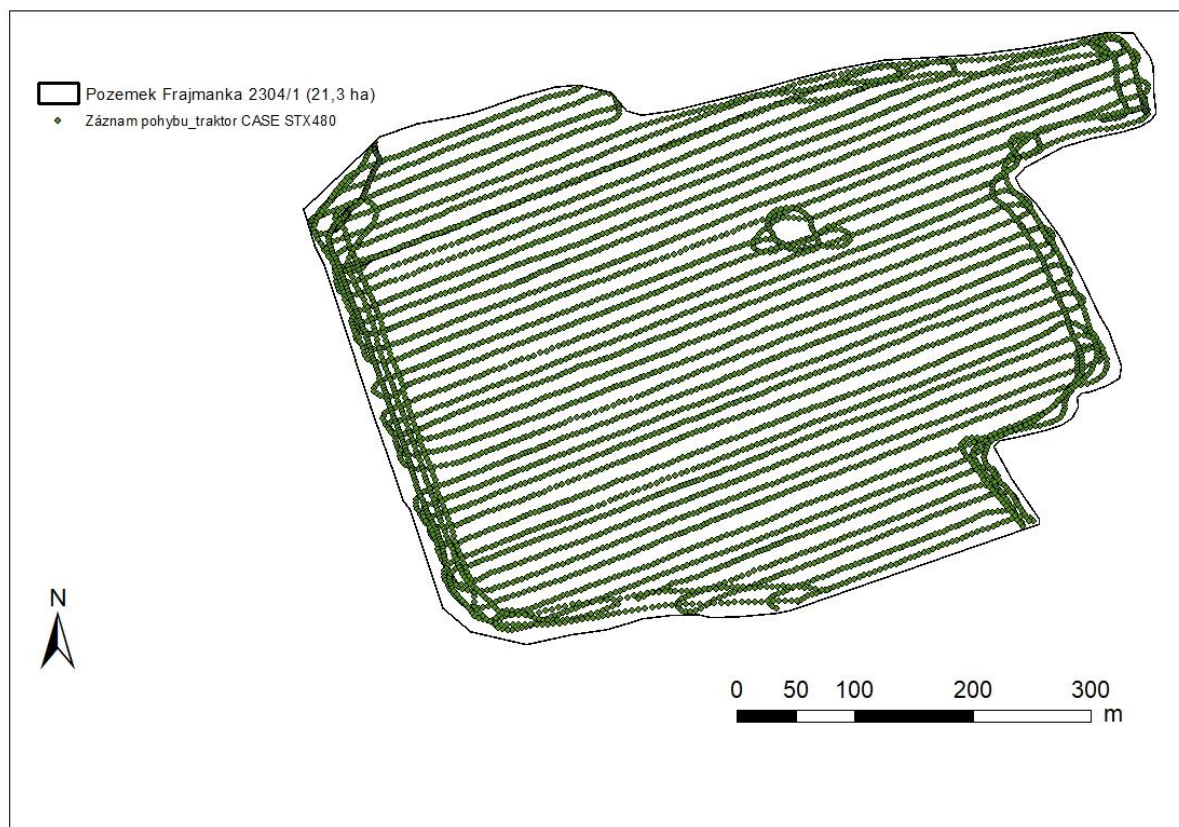 Pozemek Frajmanka 2304/1 (21,3 ha)
Záznam pohybu_traktor CASE STX480
N
0 50 100 200 300
m